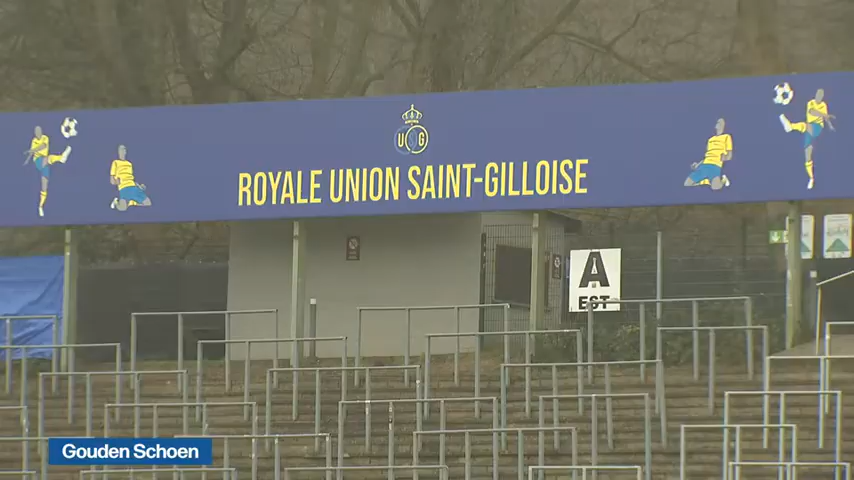 U G
ROYALE UNION SAINT-GILLOISE
A
EST
Gouden Schoen